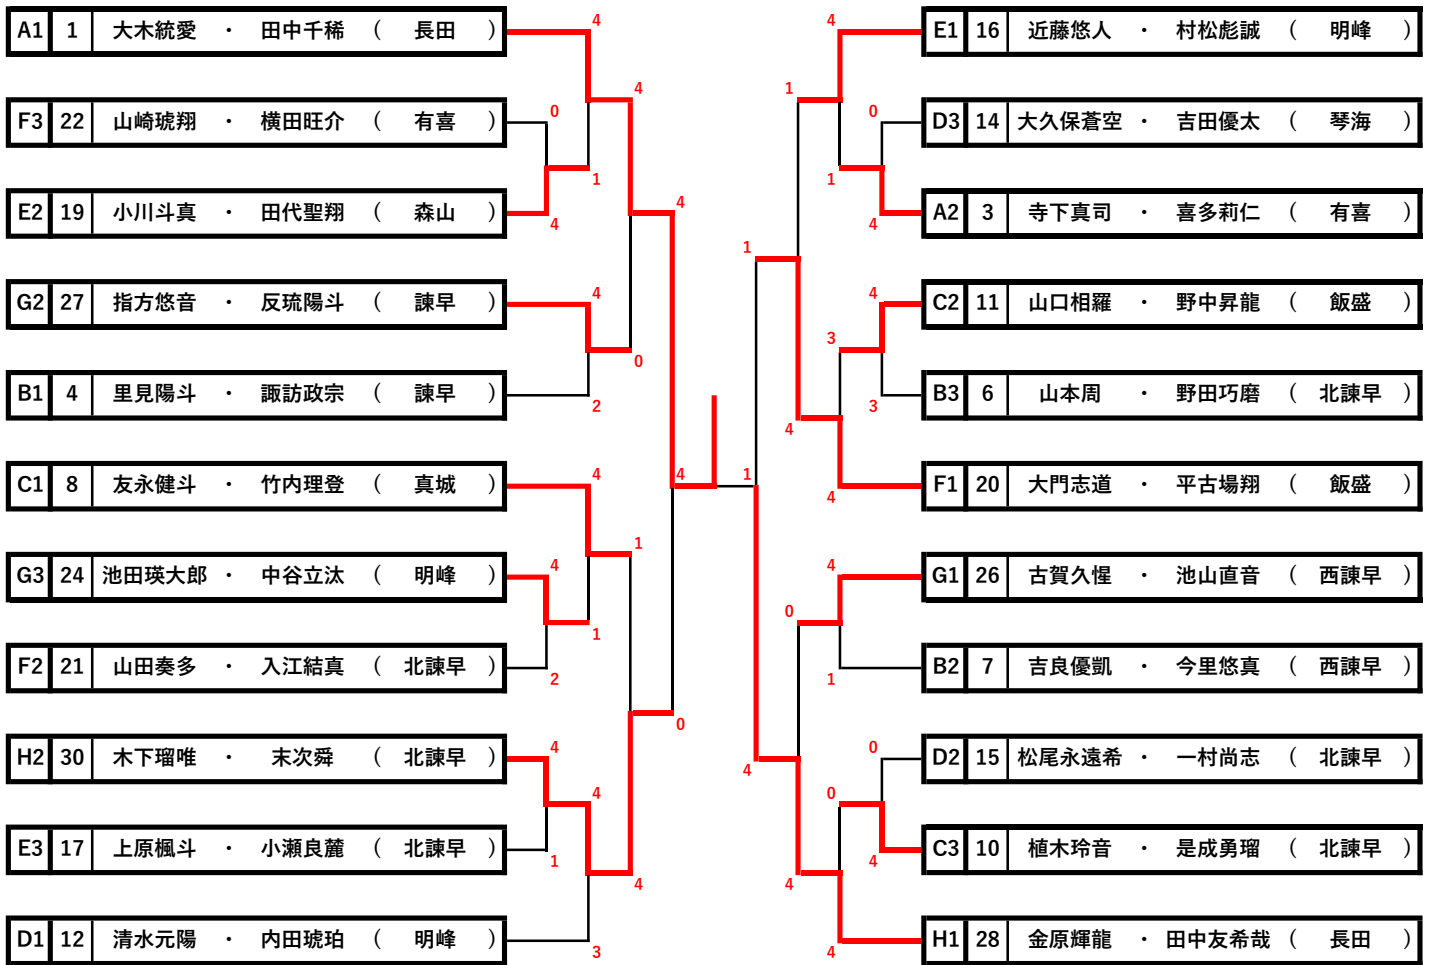 A1 1 大木統愛 ・ 田中千稀 ( 長田 )
4
4
F3 22 山崎琥翔 ・ 横田旺介 ( 有喜 )
0
1
E2 19 小川斗真 ・ 田代聖翔 ( 森山 )
4
4
G2 27 指方悠音 ・ 反琉陽斗 ( 諫早 )
4
0
B1 4 里見陽斗 ・ 諏訪政宗 ( 諫早 )
2
4
C1 8 友永健斗 ・ 竹内理登 ( 真城 )
4
1
G3 24 池田瑛大郎 ・ 中谷立汰 ( 明峰 )
4
1
F2 21 山田奏多 ・ 入江結真 ( 北諫早 )
2
0
H2 30 木下瑠唯 ・ 末次舜 ( 北諫早 )
4
4
E3 17 上原楓斗 ・ 小瀬良麓 ( 北諫早 )
1
4
D1 12 清水元陽 ・ 内田琥珀 ( 明峰 )
3
E1 16 近藤悠人 ・ 村松彪誠 ( 明峰 )
4
1
D3 14 大久保蒼空 ・ 吉田優太 ( 琴海 )
0
1
A2 3 寺下真司 ・ 喜多莉仁 ( 有喜 )
4
1
C2 11 山口相羅 ・ 野中昇龍 ( 飯盛 )
4
3
B3 6 山本周 ・ 野田巧磨 ( 北諫早 )
3
4
1
F1 20 大門志道 ・ 平古場翔 ( 飯盛 )
4
G1 26 古賀久惺 ・ 池山直音 ( 西諫早 )
4
0
B2 7 吉良優凱 ・ 今里悠真 ( 西諫早 )
1
4
D2 15 松尾永遠希 ・ 一村尚志 ( 北諫早 )
0
0
C3 10 植木玲音 ・ 是成勇瑠 ( 北諫早 )
4
4
H1 28 金原輝龍 ・ 田中友希哉 ( 長田 )
4